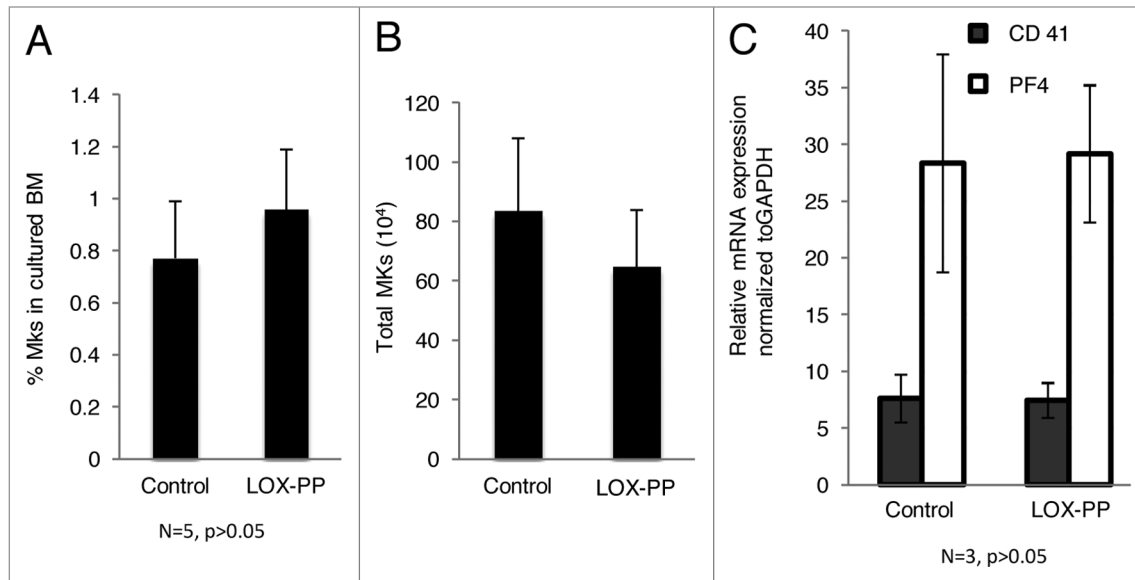 A
% Mks in cultured BM
1.4
1.2
1
0.8
0.6
0.4
0.2
0
Control LOX-PP
N=5, p>0.05
B
Total MKs (10⁴)
120
100
80
60
40
20
0
Control LOX-PP
C
CD 41
PF4
Relative mRNA expression
normalized toGAPDH
40
35
30
25
20
15
10
5
0
Control LOX-PP
N=3, p>0.05